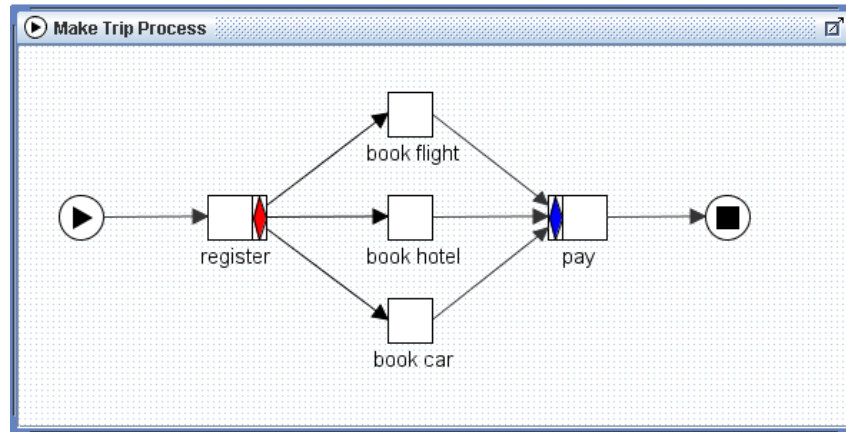 Make Trip Process
book flight
register
book hotel
pay
book car